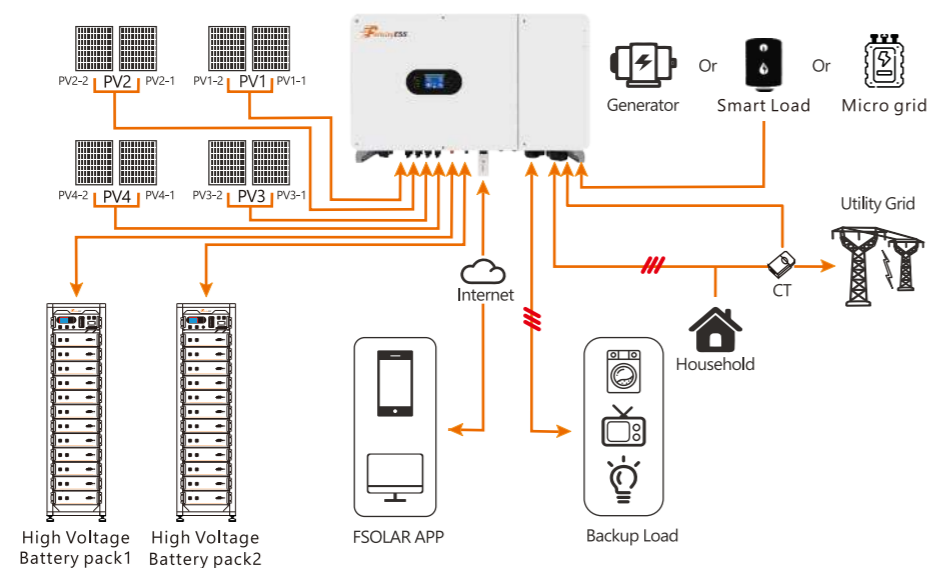 FelicityESS
PV2-2 PV2 PV2-1
PV1-2 PV1 PV1-1
Generator
Or
Smart Load
Or
Micro grid
PV4-2 PV4 PV4-1
PV3-2 PV3 PV3-1
Utility Grid
CT
Internet
Household
High Voltage
Battery pack1
High Voltage
Battery pack2
FSOLAR APP
Backup Load